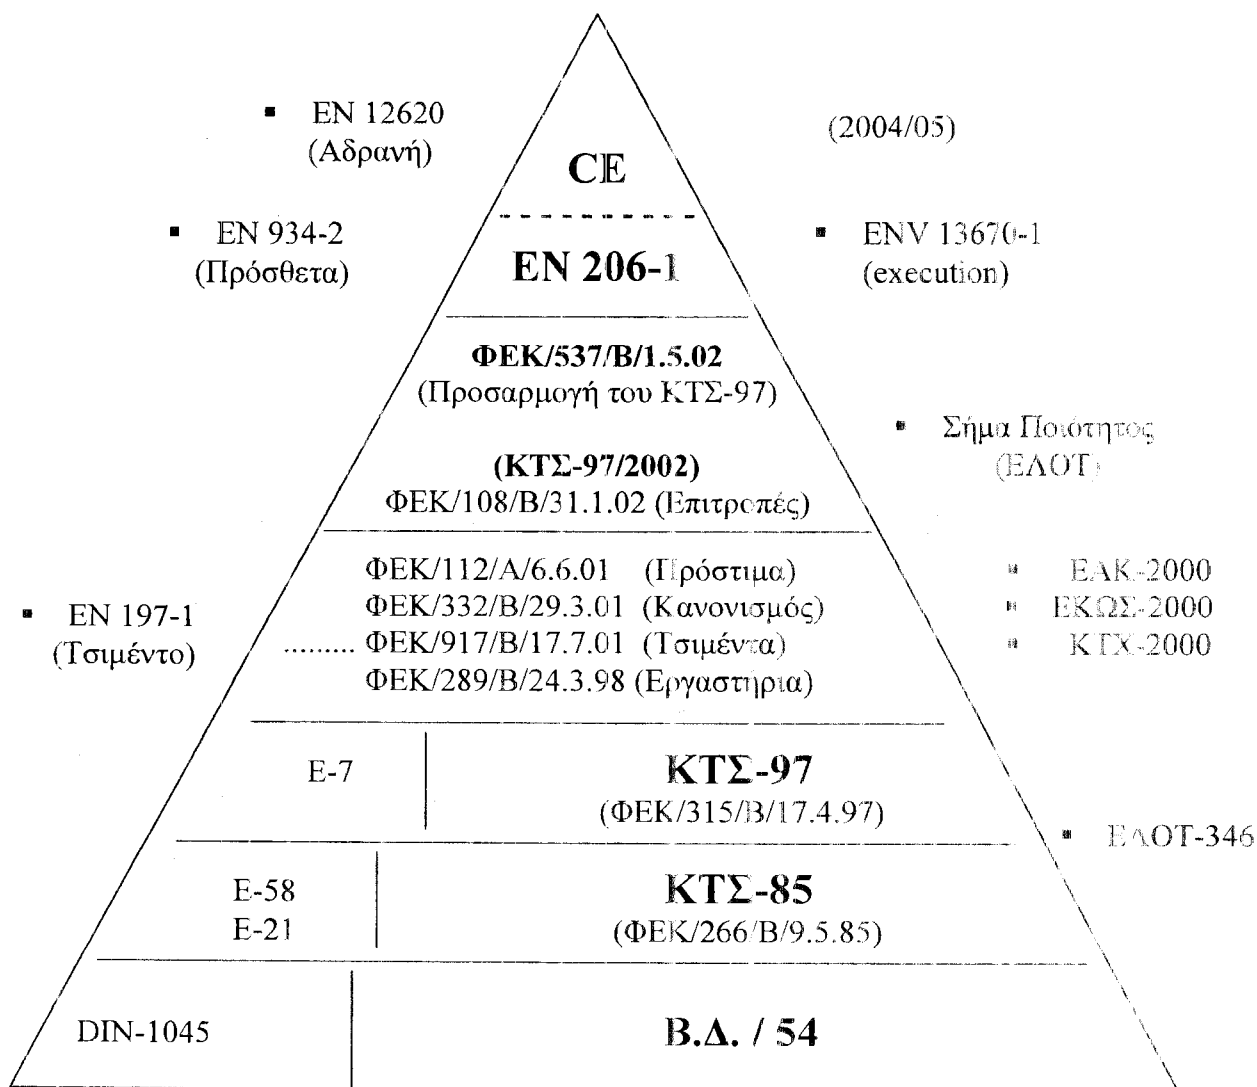 ▪ EN 12620
(Αδρανή)
(2004/05)
CE
▪ EN 934-2
(Πρόσθετα)
▪ ENV 13670-1
(execution)
EN 206-1
ΦΕΚ/537/Β/1.5.02
(Προσαρμογή του ΚΤΣ-97)
▪ Σήμα Ποιότητος
(ΕΛΟΤ)
(ΚΤΣ-97/2002)
ΦΕΚ/108/Β/31.1.02 (Επιτροπές)
ΦΕΚ/112/Α/6.6.01 (Πρόστιμα)
ΦΕΚ/332/Β/29.3.01 (Κανονισμός)
......... ΦΕΚ/917/Β/17.7.01 (Τσιμέντα)
ΦΕΚ/289/Β/24.3.98 (Εργαστήρια)
▪ EN 197-1
(Τσιμέντο)
▪ ΕΑΚ-2000
▪ ΕΚΩΣ-2000
▪ ΚΤΧ-2000
Ε-7
ΚΤΣ-97
(ΦΕΚ/315/Β/17.4.97)
▪ ΕΛΟΤ-346
Ε-58
Ε-21
ΚΤΣ-85
(ΦΕΚ/266/Β/9.5.85)
DIN-1045
Β.Δ. / 54